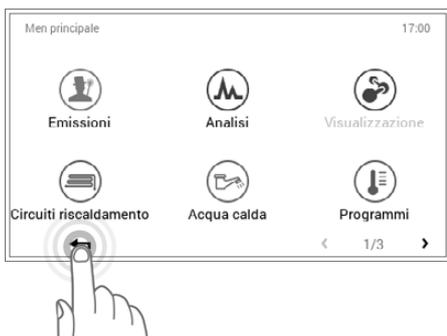 Men principale 17:00
Emissioni Analisi Visualizzazione
Circuiti riscaldamento Acqua calda Programmi
1/3